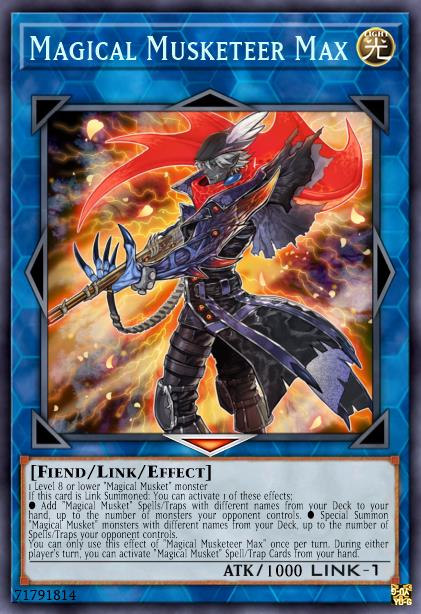 Magical Musketeer Max
LIGHT
光
[Fiend/Link/Effect]
1 Level 8 or lower "Magical Musket" monster
If this card is Link Summoned: You can activate 1 of these effects;
● Add "Magical Musket" Spells/Traps with different names from your Deck to your
hand, up to the number of monsters your opponent controls. ● Special Summon
"Magical Musket" monsters with different names from your Deck, up to the number of
Spells/Traps your opponent controls.
You can only use this effect of "Magical Musketeer Max" once per turn. During either
player's turn, you can activate "Magical Musket" Spell/Trap Cards from your hand.
ATK/1000 LINK-1
71791814